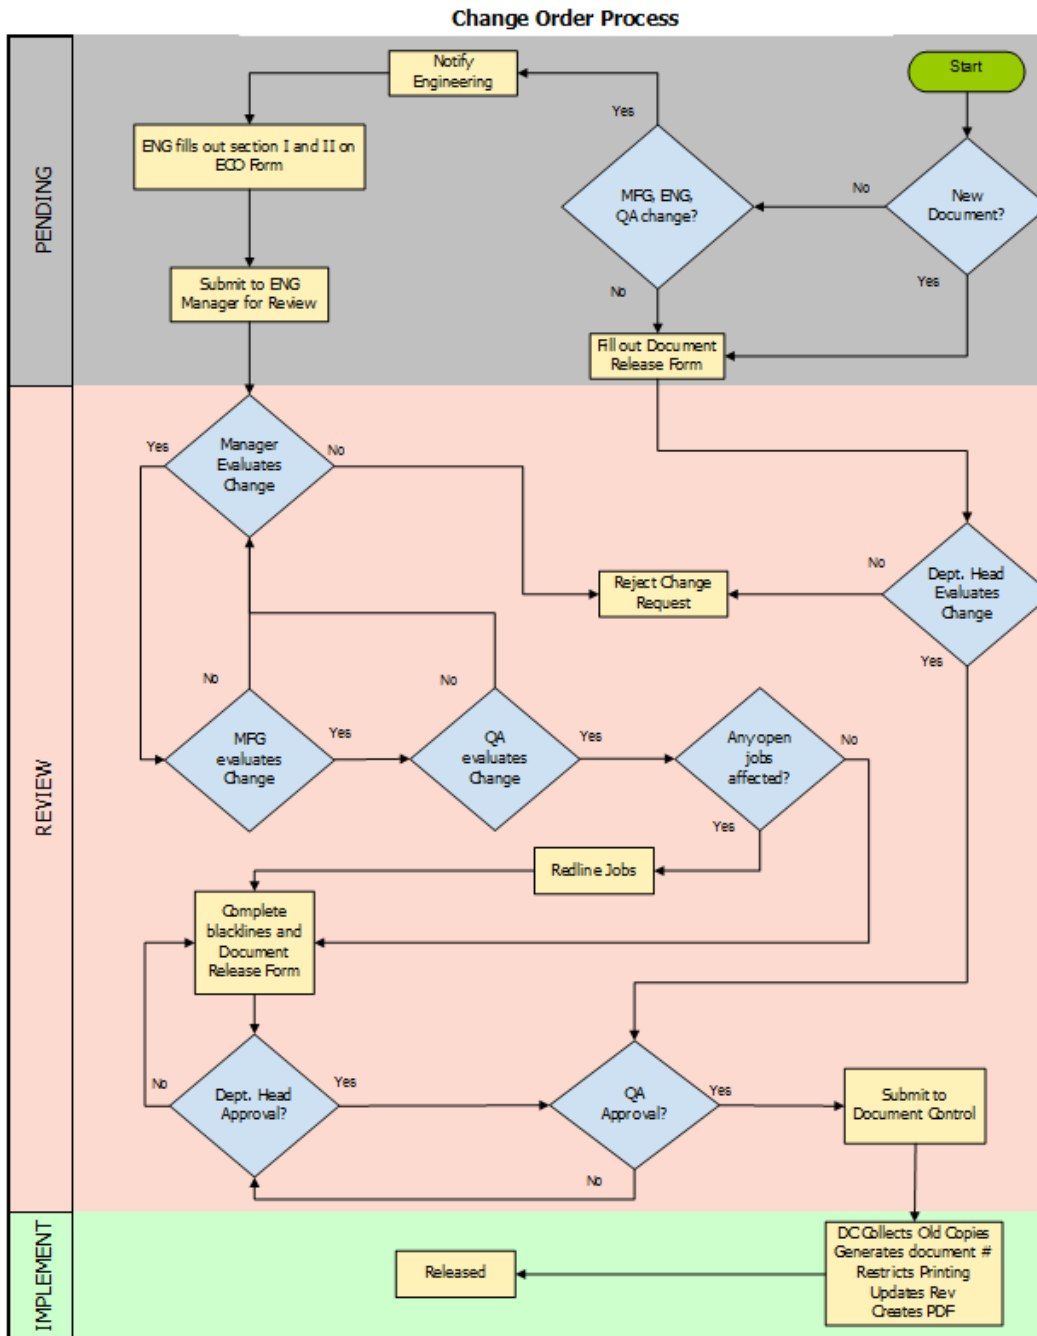 Change Order Process
PENDING
Start
Notify
Engineering
Yes
ENG fills out section I and II on
ECO Form
MFG, ENG,
QA change?
No
New
Document?
Submit to ENG
Manager for Review
No
Yes
Fill out Document
Release Form
REVIEW
Yes
Manager
Evaluates
Change
No
Reject Change
Request
No
Dept. Head
Evaluates
Change
Yes
No
No
MFG
evaluates
Change
Yes
QA
evaluates
Change
Yes
Any open
jobs
affected?
No
Yes
Redline Jobs
Complete
blacklines and
Document
Release Form
No
Dept. Head
Approval?
Yes
QA
Approval?
Yes
Submit to
Document Control
No
IMPLEMENT
Released
DC Collects Old Copies
Generates document #
Restricts Printing
Updates Rev
Creates PDF